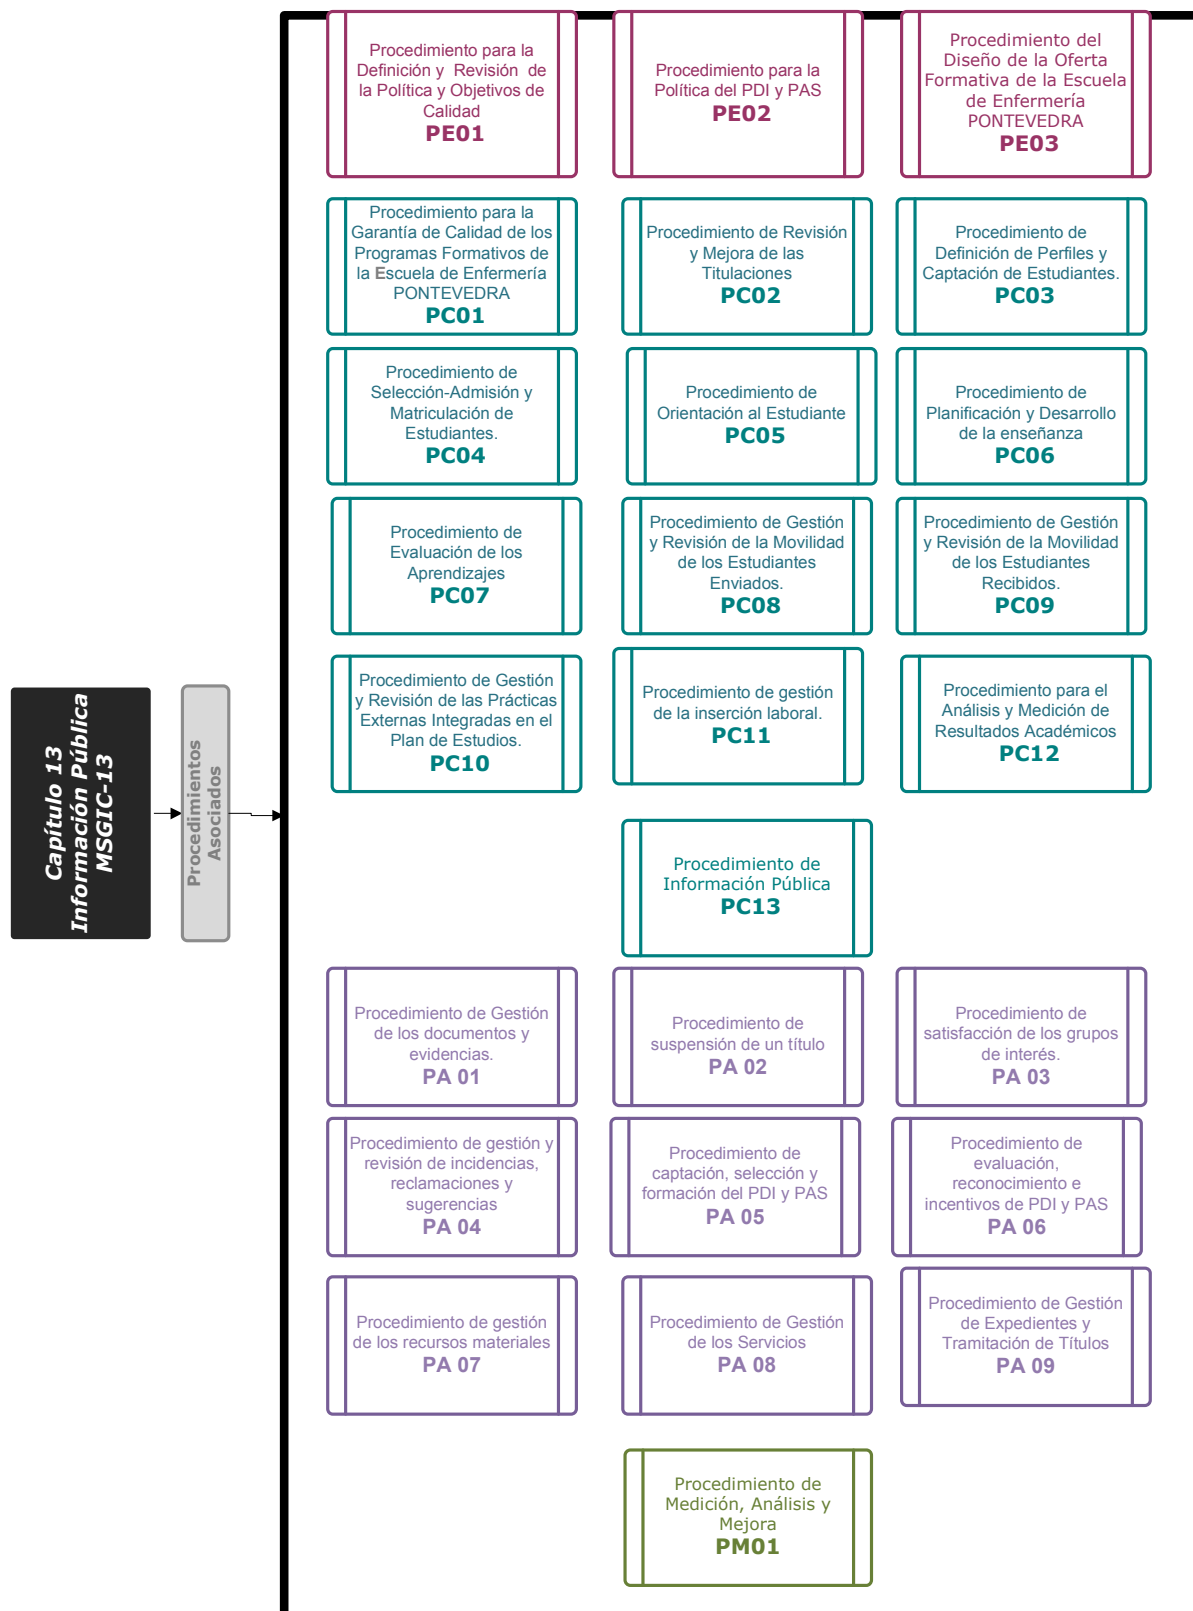 Capítulo 13
Información Pública
MSGIC-13
Procedimientos
Asociados
Procedimiento para la
Definición y Revisión de
la Política y Objetivos de
Calidad
PE01
Procedimiento para la
Política del PDI y PAS
PE02
Procedimiento del
Diseño de la Oferta
Formativa de la Escuela
de Enfermería
PONTEVEDRA
PE03
Procedimiento para la
Garantía de Calidad de los
Programas Formativos de
la Escuela de Enfermería
PONTEVEDRA
PC01
Procedimiento de Revisión
y Mejora de las
Titulaciones
PC02
Procedimiento de
Definición de Perfiles y
Captación de Estudiantes.
PC03
Procedimiento de
Selección-Admisión y
Matriculación de
Estudiantes.
PC04
Procedimiento de
Orientación al Estudiante
PC05
Procedimiento de
Planificación y Desarrollo
de la enseñanza
PC06
Procedimiento de
Evaluación de los
Aprendizajes
PC07
Procedimiento de Gestión
y Revisión de la Movilidad
de los Estudiantes
Enviados.
PC08
Procedimiento de Gestión
y Revisión de la Movilidad
de los Estudiantes
Recibidos.
PC09
Procedimiento de Gestión
y Revisión de las Prácticas
Externas Integradas en el
Plan de Estudios.
PC10
Procedimiento de gestión
de la inserción laboral.
PC11
Procedimiento para el
Análisis y Medición de
Resultados Académicos
PC12
Procedimiento de
Información Pública
PC13
Procedimiento de Gestión
de los documentos y
evidencias.
PA 01
Procedimiento de
suspensión de un título
PA 02
Procedimiento de
satisfacción de los grupos
de interés.
PA 03
Procedimiento de gestión y
revisión de incidencias,
reclamaciones y
sugerencias
PA 04
Procedimiento de
captación, selección y
formación del PDI y PAS
PA 05
Procedimiento de
evaluación,
reconocimiento e
incentivos de PDI y PAS
PA 06
Procedimiento de gestión
de los recursos materiales
PA 07
Procedimiento de Gestión
de los Servicios
PA 08
Procedimiento de Gestión
de Expedientes y
Tramitación de Títulos
PA 09
Procedimiento de
Medición, Análisis y
Mejora
PM01